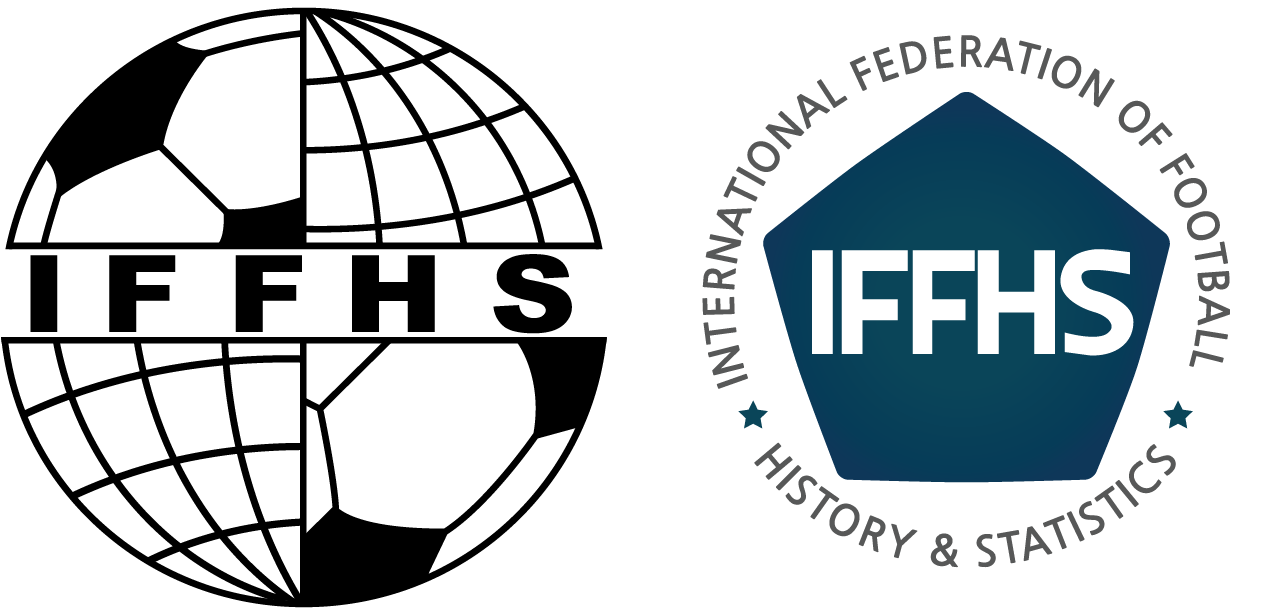 IFFHS
INTERNATIONAL FEDERATION OF FOOTBALL
IFFHS
HISTORY & STATISTICS